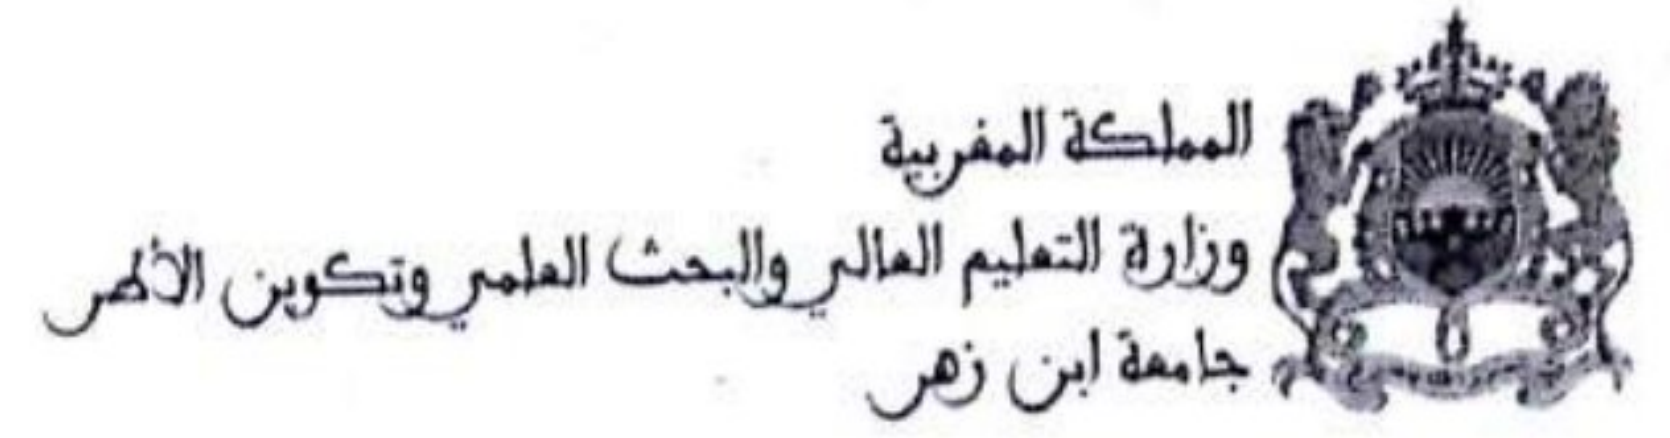 المملكة المغربية
وزارة التعليم العالي والبحث العلمي وتكوين الأطر
جامعة ابن زهر